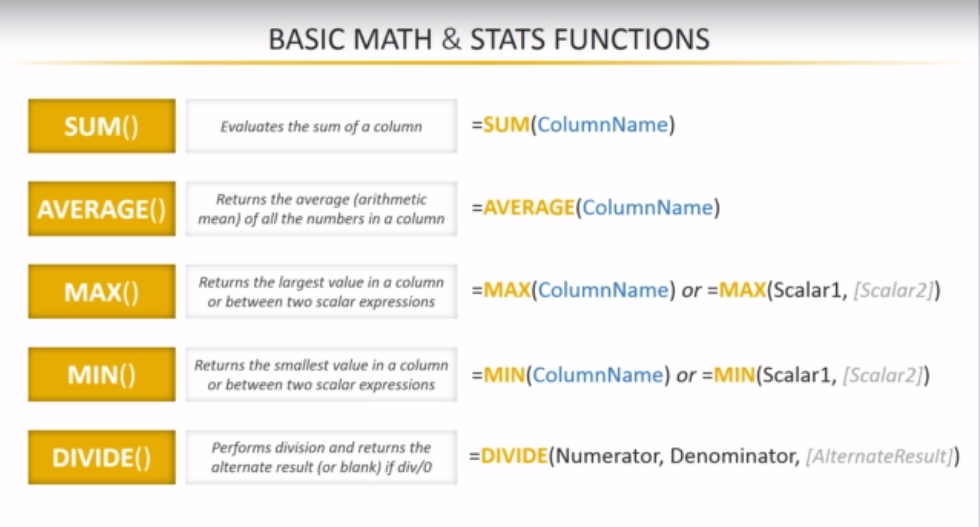 BASIC MATH & STATS FUNCTIONS
SUM()
Evaluates the sum of a column
=SUM(ColumnName)
AVERAGE()
Returns the average (arithmetic
mean) of all the numbers in a column
=AVERAGE(ColumnName)
MAX()
Returns the largest value in a column
or between two scalar expressions
=MAX(ColumnName) or =MAX(Scalar1, [Scalar2])
MIN()
Returns the smallest value in a column
or between two scalar expressions
=MIN(ColumnName) or =MIN(Scalar1, [Scalar2])
DIVIDE()
Performs division and returns the
alternate result (or blank) if div/0
=DIVIDE(Numerator, Denominator, [AlternateResult])